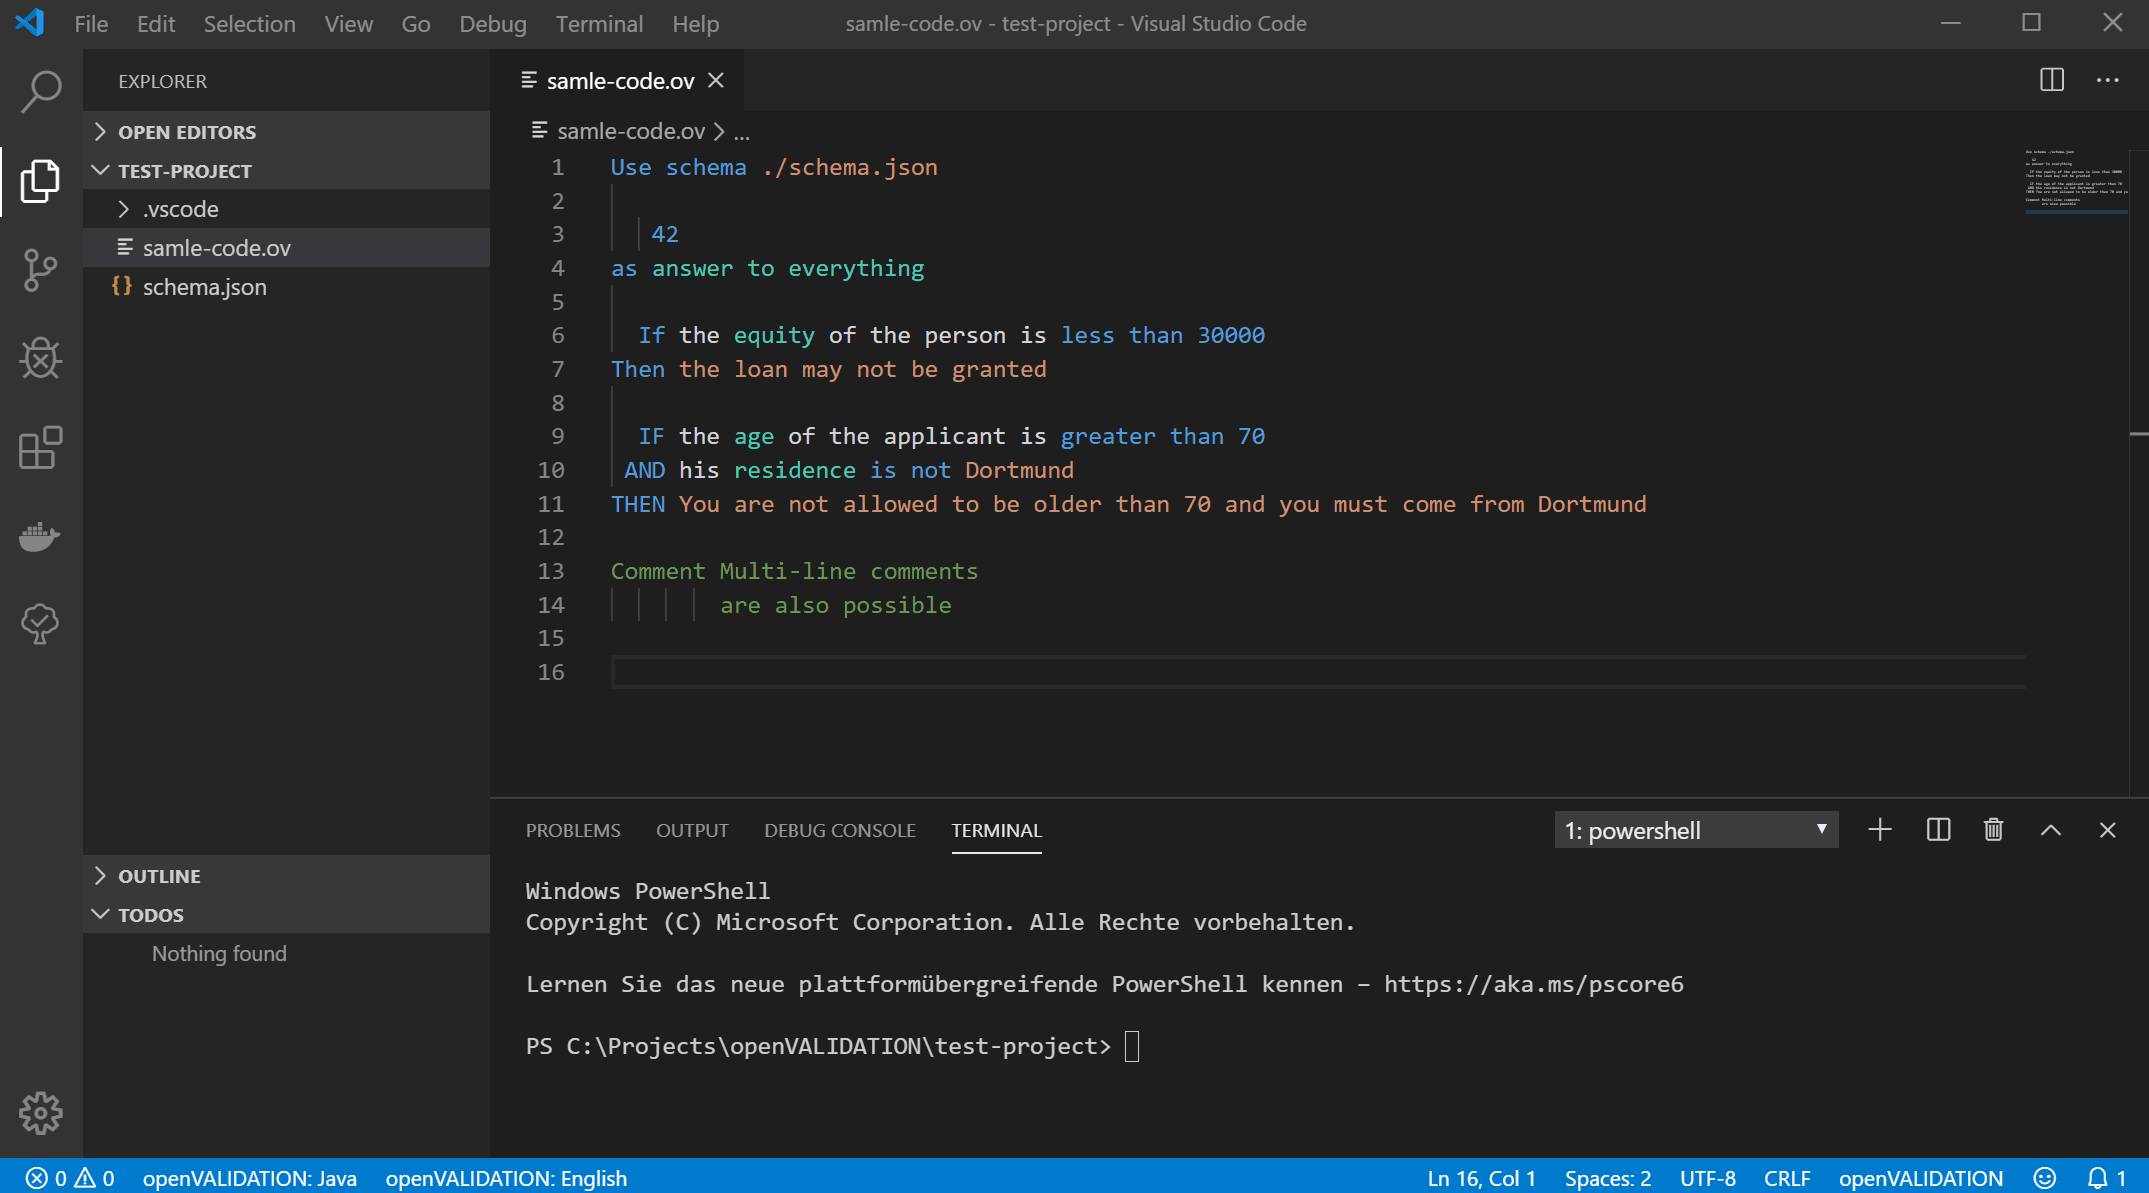 File Edit Selection View Go Debug Terminal Help
samle-code.ov - test-project - Visual Studio Code
EXPLORER
OPEN EDITORS
TEST-PROJECT
.vscode
samle-code.ov
{} schema.json
OUTLINE
TODOS
Nothing found
samle-code.ov
samle-code.ov > ...
1 Use schema ./schema.json
2
3 42
4 as answer to everything
5
6 If the equity of the person is less than 30000
7 Then the loan may not be granted
8
9 IF the age of the applicant is greater than 70
10 AND his residence is not Dortmund
11 THEN You are not allowed to be older than 70 and you must come from Dortmund
12
13 Comment Multi-line comments
14 are also possible
15
16
PROBLEMS OUTPUT DEBUG CONSOLE TERMINAL
1: powershell
Windows PowerShell
Copyright (C) Microsoft Corporation. Alle Rechte vorbehalten.
Lernen Sie das neue plattformübergreifende PowerShell kennen – https://aka.ms/pscore6
PS C:\Projects\openVALIDATION\test-project>
0 0 openVALIDATION: Java openVALIDATION: English
Ln 16, Col 1 Spaces: 2 UTF-8 CRLF openVALIDATION 1